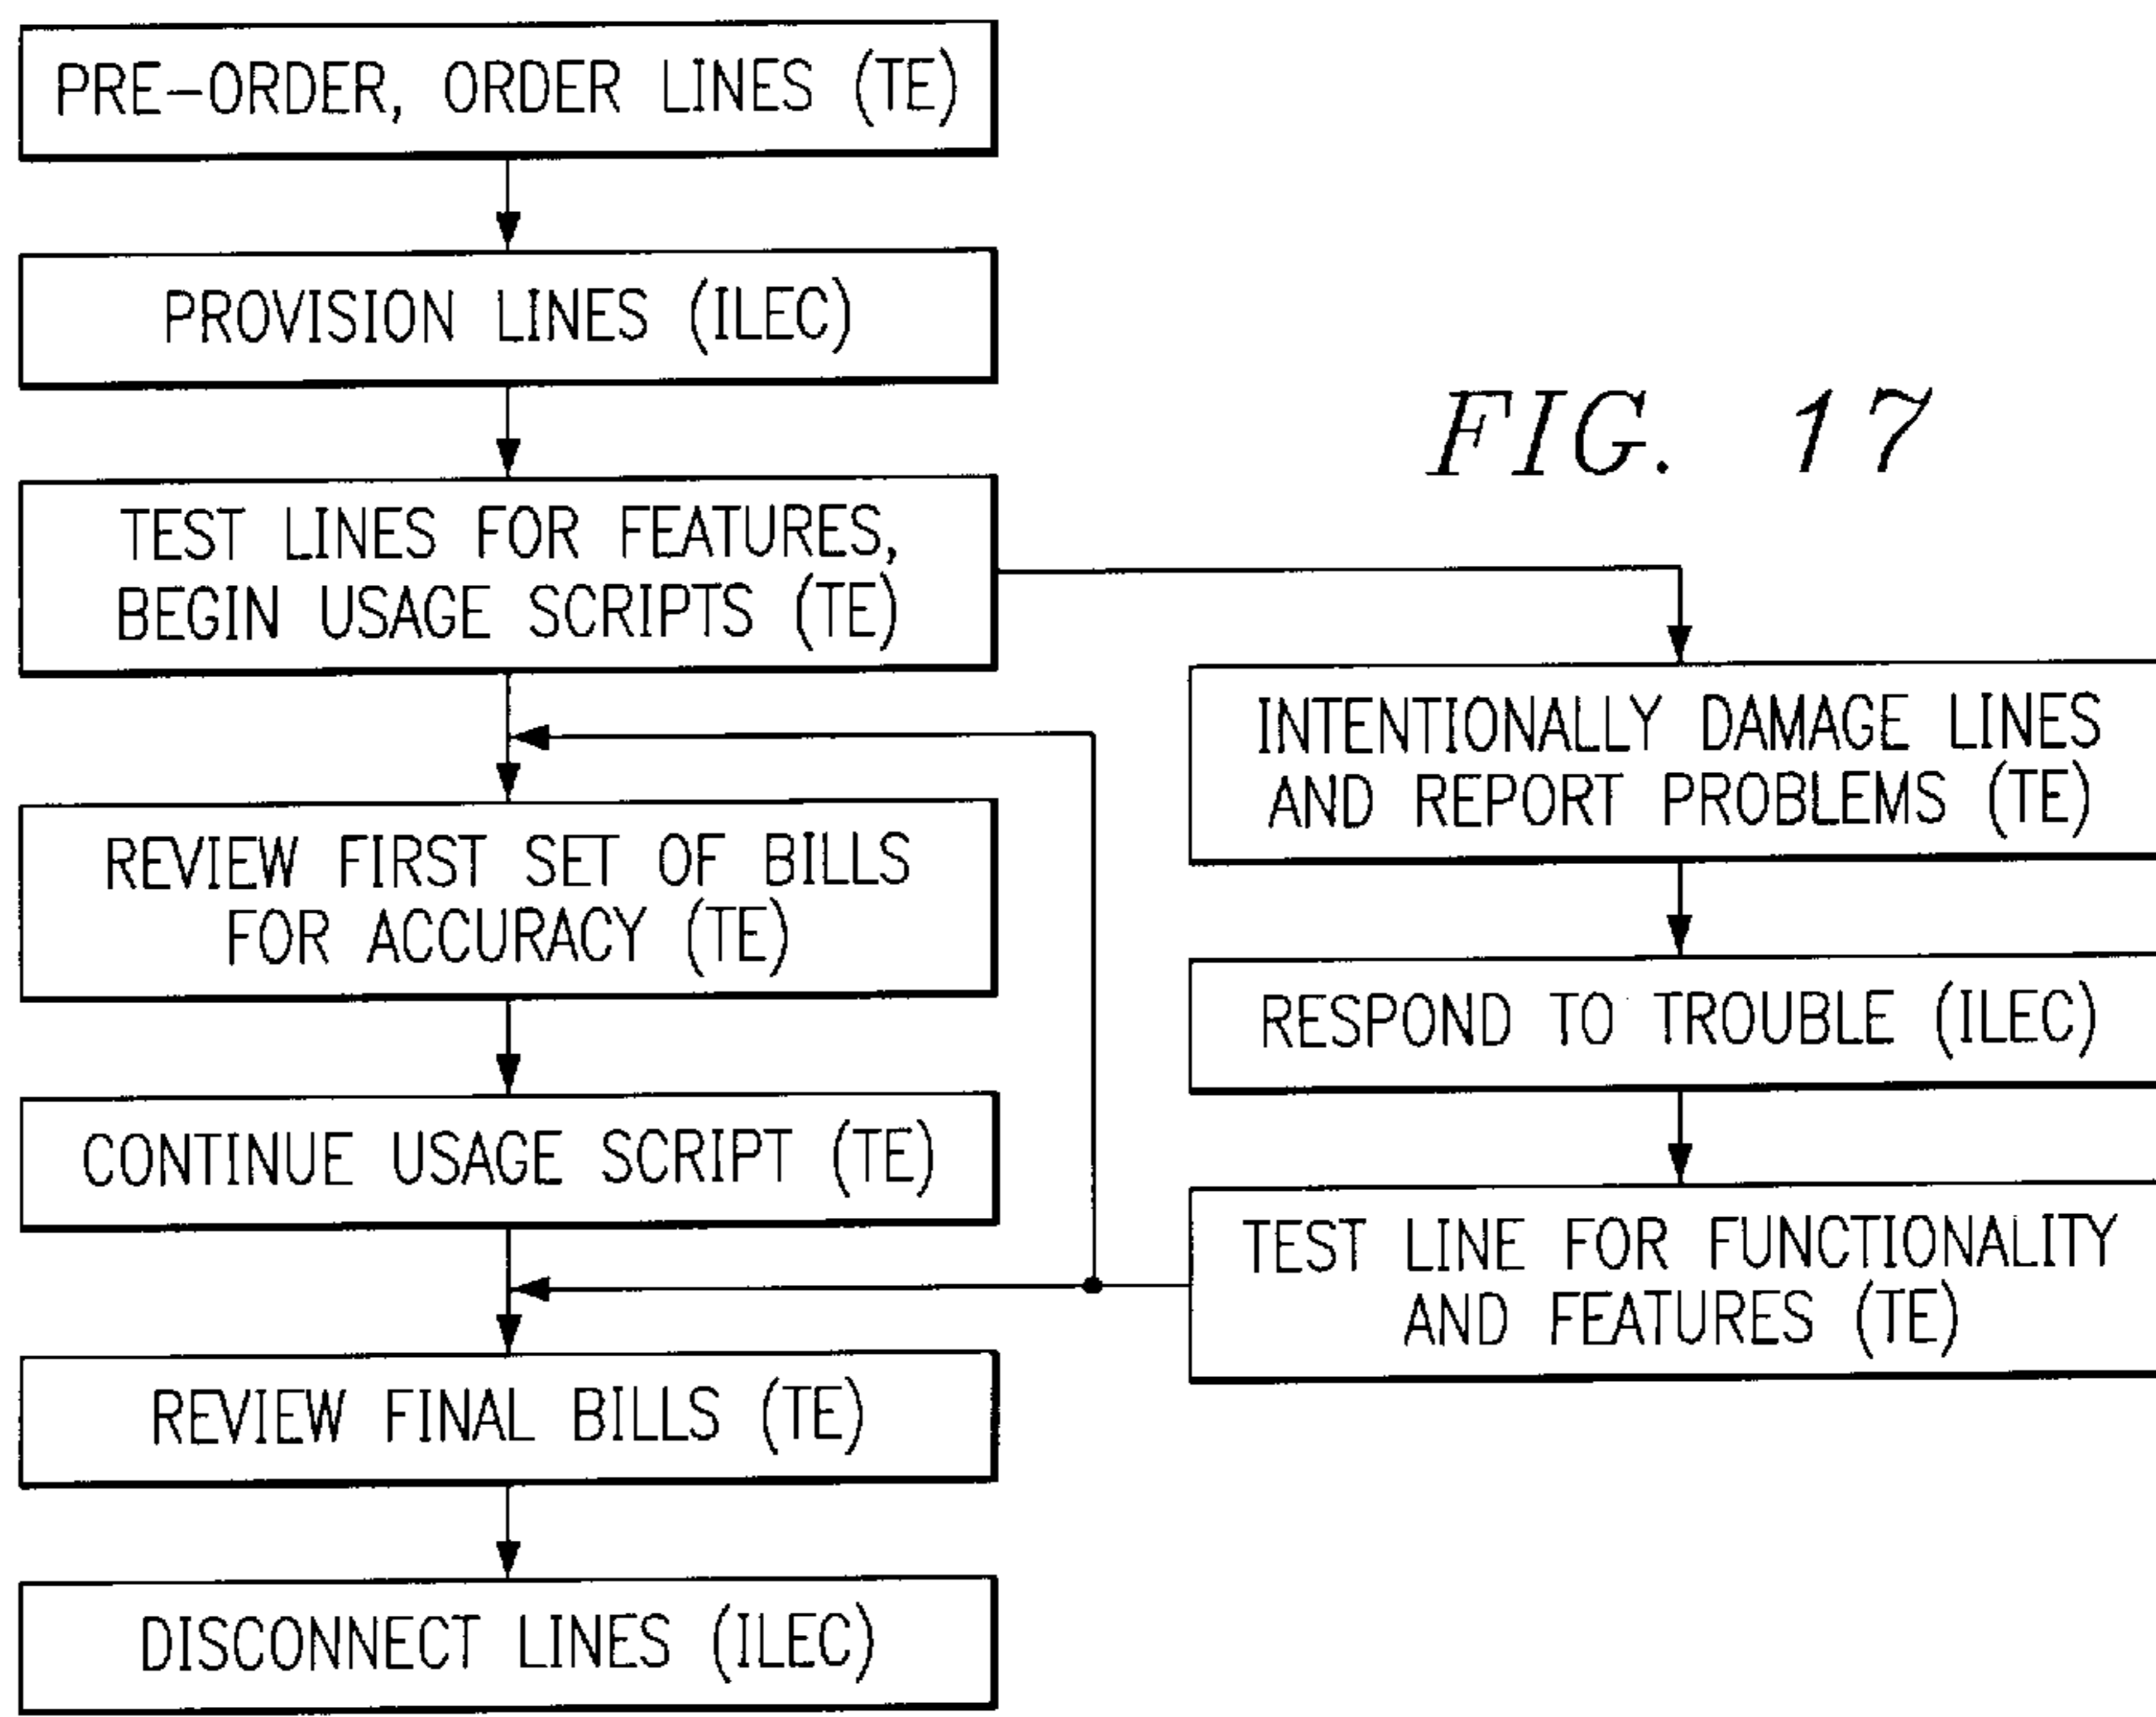 PRE-ORDER, ORDER LINES (TE)
PROVISION LINES (ILEC)
TEST LINES FOR FEATURES,
BEGIN USAGE SCRIPTS (TE)
REVIEW FIRST SET OF BILLS
FOR ACCURACY (TE)
CONTINUE USAGE SCRIPT (TE)
REVIEW FINAL BILLS (TE)
DISCONNECT LINES (ILEC)
FIG. 17
INTENTIONALLY DAMAGE LINES
AND REPORT PROBLEMS (TE)
RESPOND TO TROUBLE (ILEC)
TEST LINE FOR FUNCTIONALITY
AND FEATURES (TE)